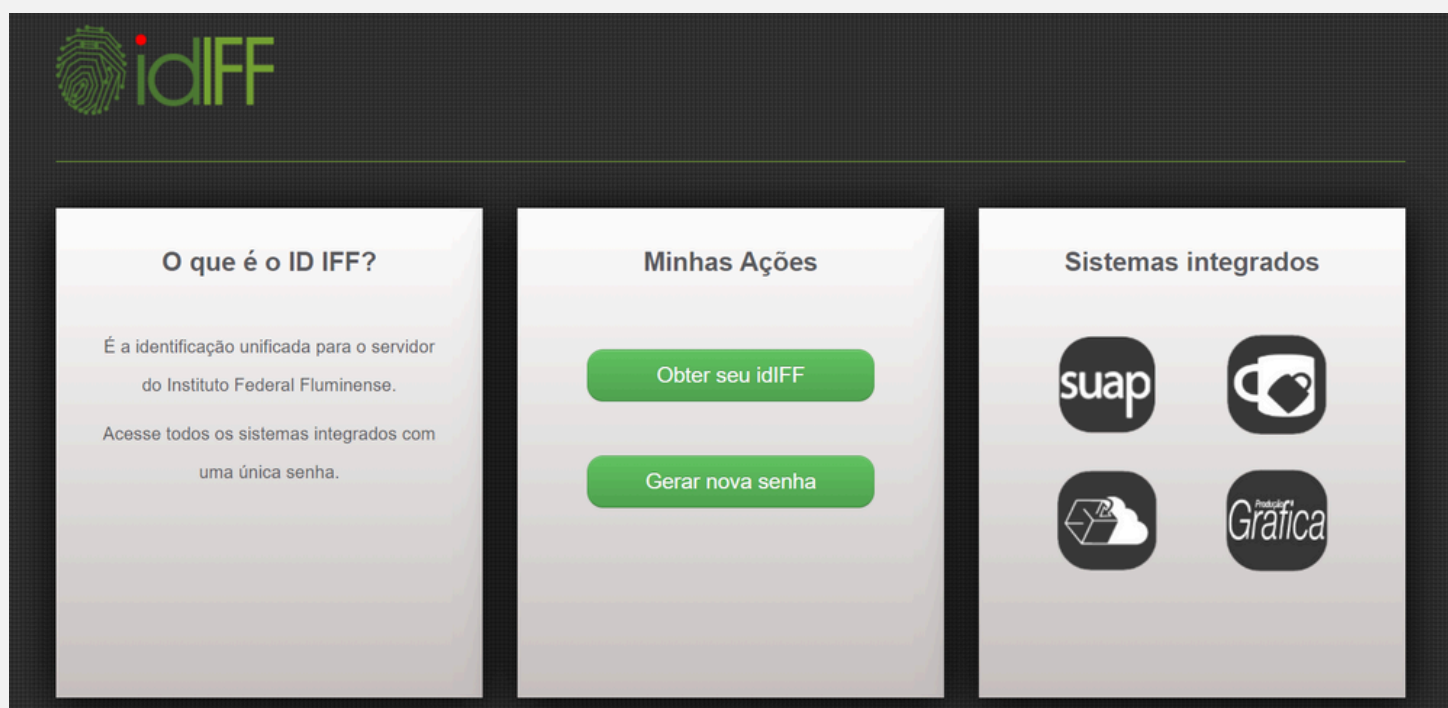 idIFF
O que é o ID IFF?
É a identificação unificada para o servidor
do Instituto Federal Fluminense.
Acesse todos os sistemas integrados com
uma única senha.
Minhas Ações
Obter seu idIFF
Gerar nova senha
Sistemas integrados
suap
Produção
Gráfica